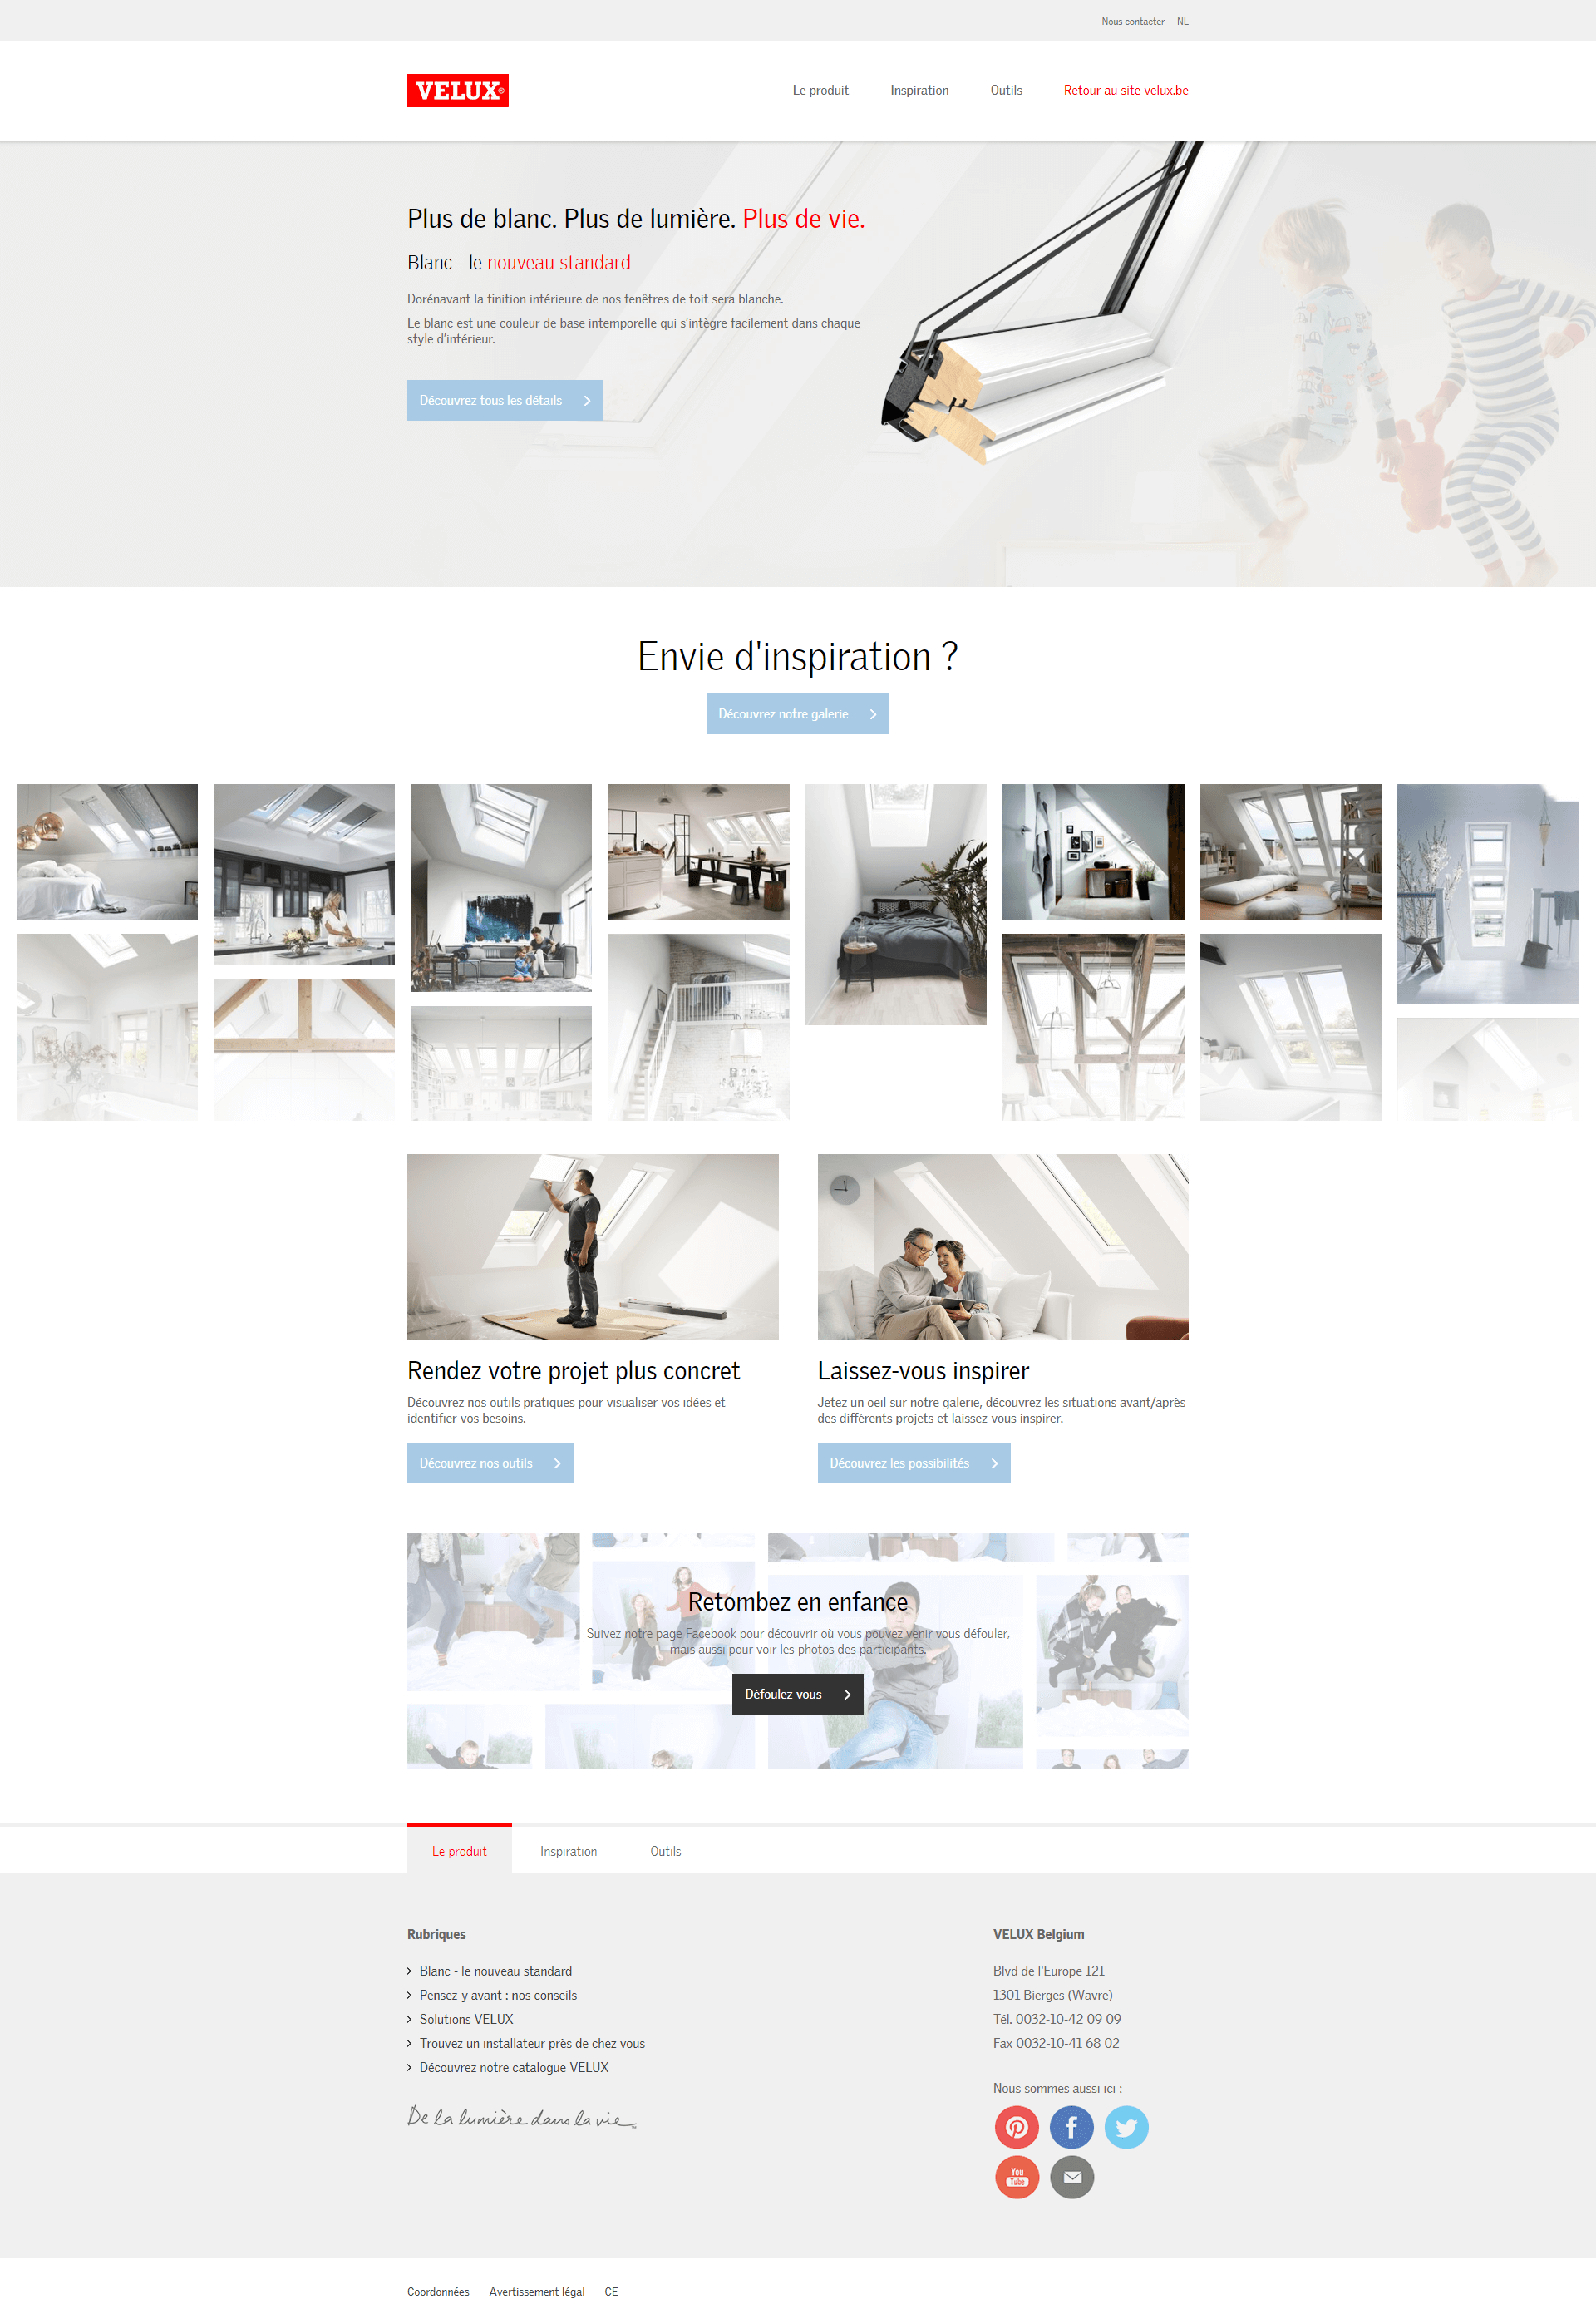 Nous contacter NL
VELUX®
Le produit Inspiration Outils Retour au site velux.be
Plus de blanc. Plus de lumière. Plus de vie.
Blanc - le nouveau standard
Dorénavant la finition intérieure de nos fenêtres de toit sera blanche.
Le blanc est une couleur de base intemporelle qui s'intègre facilement dans chaque
style d'intérieur.
Découvrez tous les détails
Envie d'inspiration ?
Découvrez notre galerie
Rendez votre projet plus concret
Découvrez nos outils pratiques pour visualiser vos idées et
identifier vos besoins.
Découvrez nos outils
Laissez-vous inspirer
Jetez un oeil sur notre galerie, découvrez les situations avant/après
des différents projets et laissez-vous inspirer.
Découvrez les possibilités
Retombez en enfance
Suivez notre page Facebook pour découvrir où vous pouvez venir vous défouler,
mais aussi pour voir les photos des participants.
Défoulez-vous
Le produit Inspiration Outils
Rubriques
Blanc - le nouveau standard
Pensez-y avant : nos conseils
Solutions VELUX
Trouvez un installateur près de chez vous
Découvrez notre catalogue VELUX
De la lumière dans la vie
VELUX Belgium
Blvd de l'Europe 121
1301 Bierges (Wavre)
Tél. 0032-10-42 09 09
Fax 0032-10-41 68 02
Nous sommes aussi ici :
You
Tube
Coordonnées Avertissement légal CE